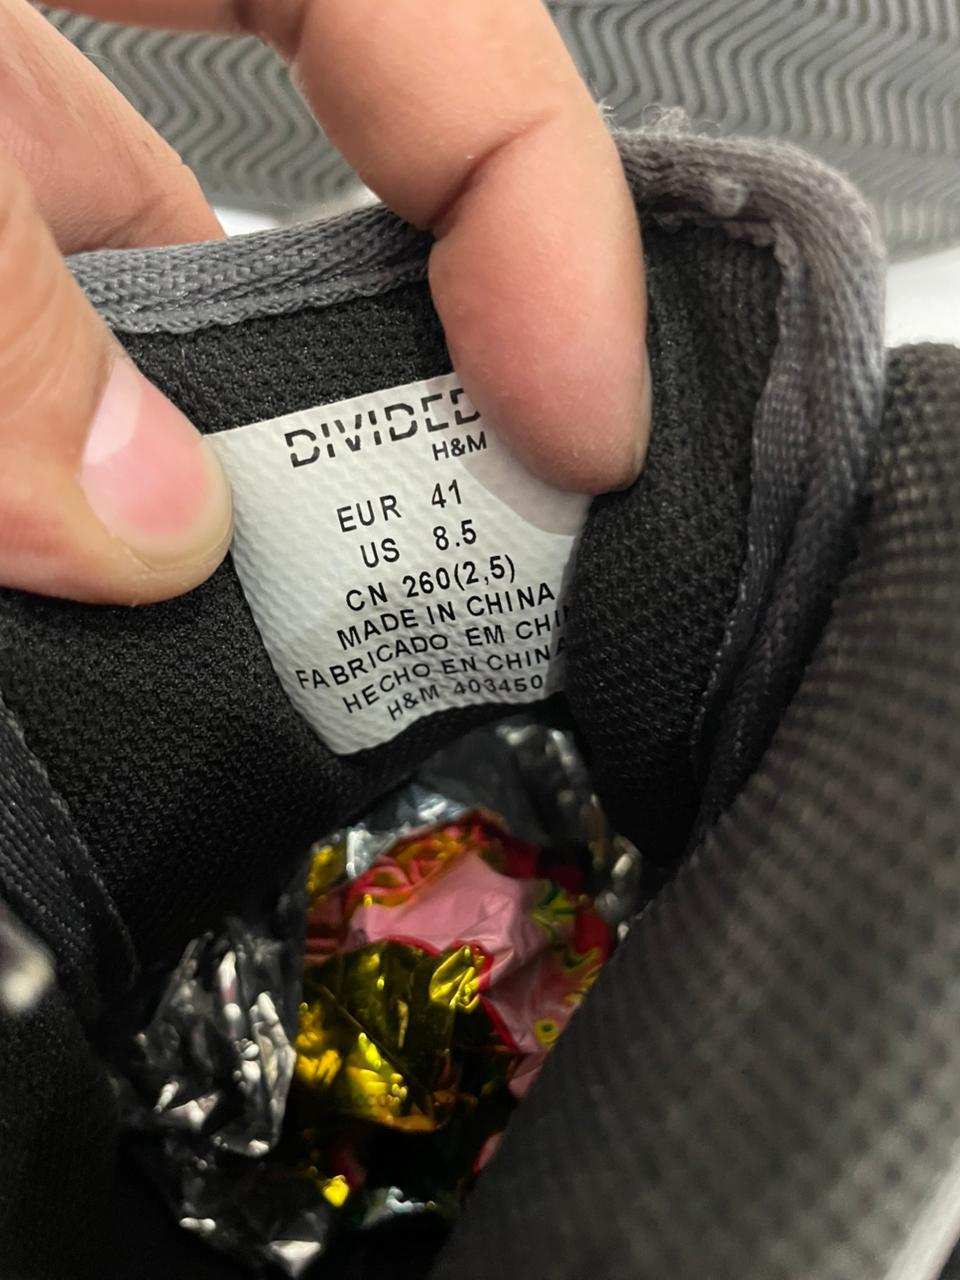 DIVIDED
H&M
EUR 41
US 8.5
CN 260(2,5)
MADE IN CHINA
FABRICADO EM CHI
HECHO EN CHINA
H&M 403450